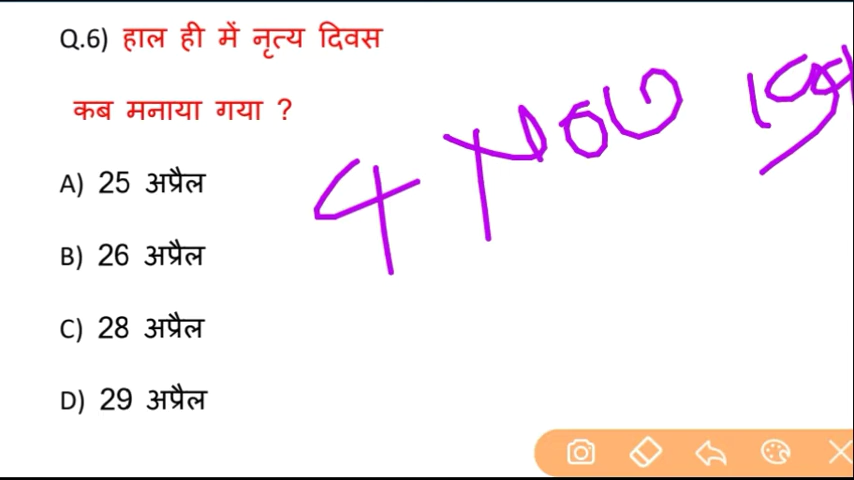 Q.6) हाल ही में नृत्य दिवस
कब मनाया गया ?
A) 25 अप्रैल
B) 26 अप्रैल
C) 28 अप्रैल
D) 29 अप्रैल